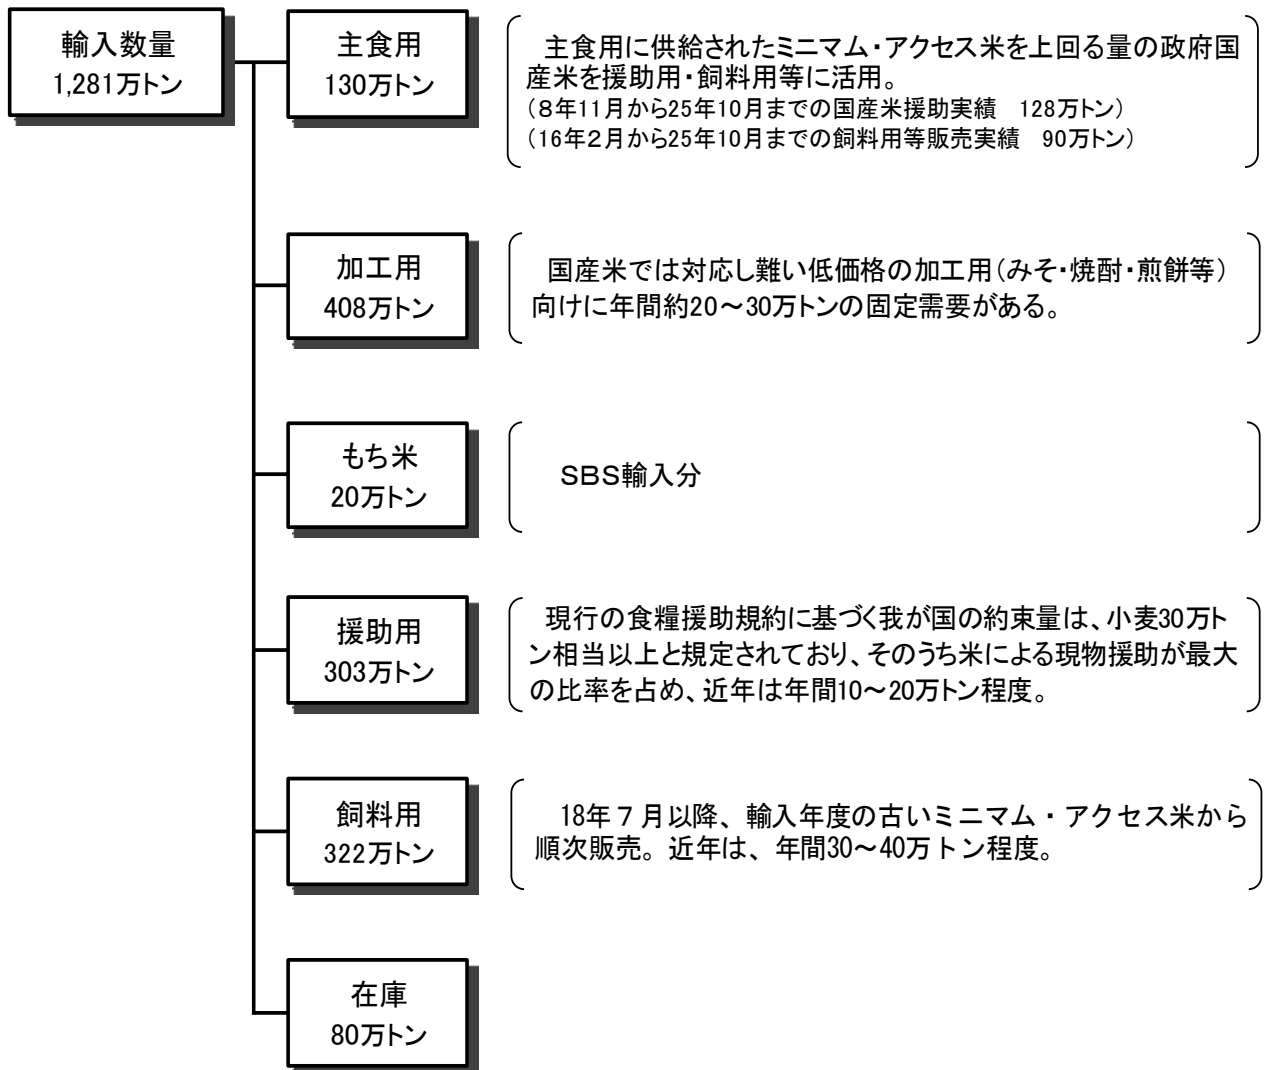 輸入数量
1,281万トン
主食用
130万トン
主食用に供給されたミニマム・アクセス米を上回る量の政府国
産米を援助用・飼料用等に活用。
（８年11月から25年10月までの国産米援助実績　128万トン）
（16年２月から25年10月までの飼料用等販売実績　90万トン）
加工用
408万トン
国産米では対応し難い低価格の加工用（みそ・焼酎・煎餅等）
向けに年間約20～30万トンの固定需要がある。
もち米
20万トン
ＳＢＳ輸入分
援助用
303万トン
現行の食糧援助規約に基づく我が国の約束量は、小麦30万ト
ン相当以上と規定されており、そのうち米による現物援助が最大
の比率を占め、近年は年間10～20万トン程度。
飼料用
322万トン
18年７月以降、輸入年度の古いミニマム・アクセス米から
順次販売。近年は、年間30～40万トン程度。
在庫
80万トン